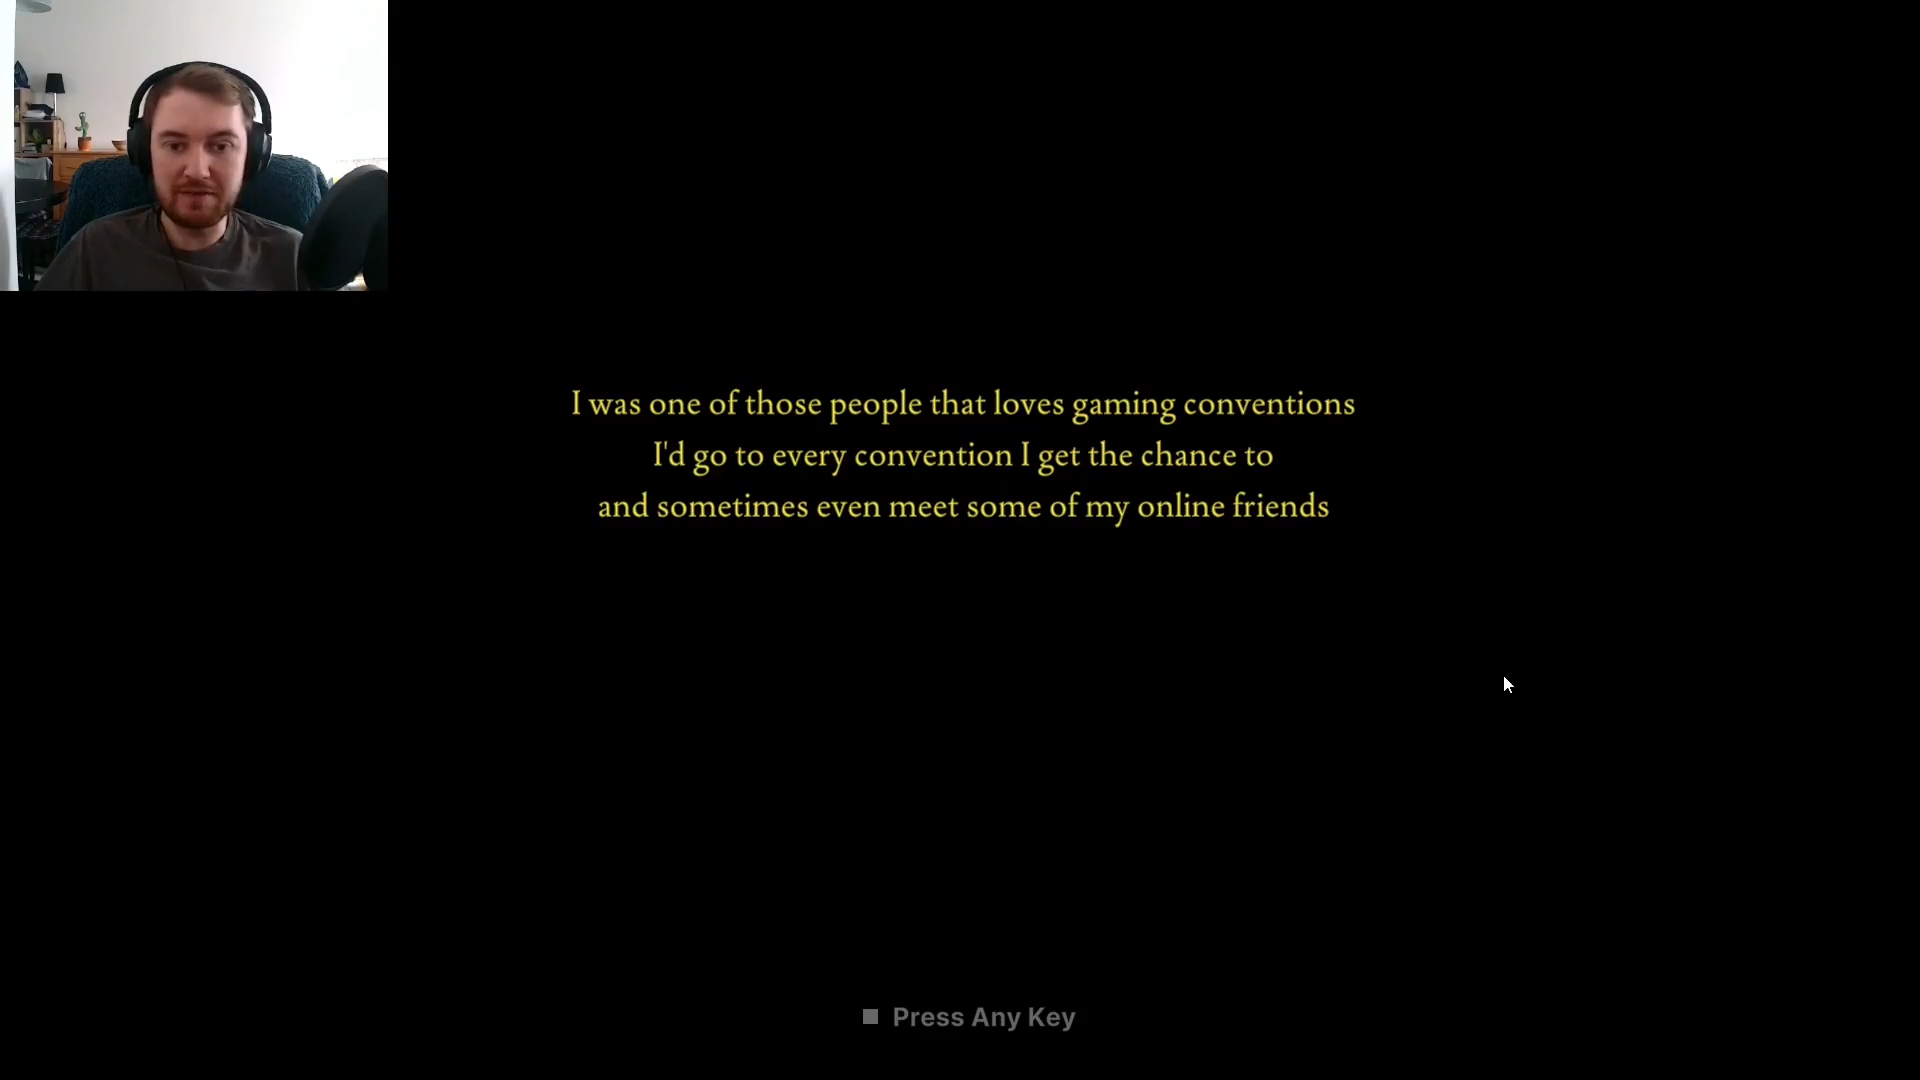 I was one of those people that loves gaming conventions
I'd go to every convention I get the chance to
and sometimes even meet some of my online friends
Press Any Key